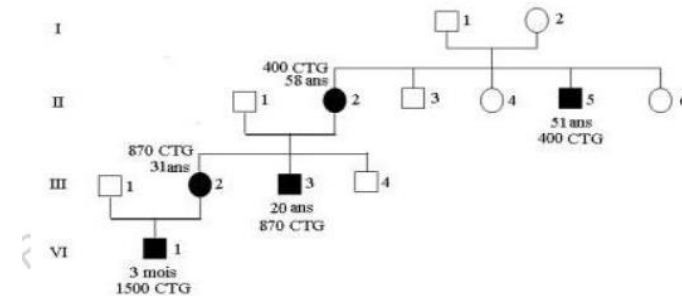 I 1 2
400 CTG
58 ans
II 1 2 3 4 5
51 ans
400 CTG
870 CTG
31ans
III 1 2 3 4
20 ans
870 CTG
VI 1
3 mois
1500 CTG